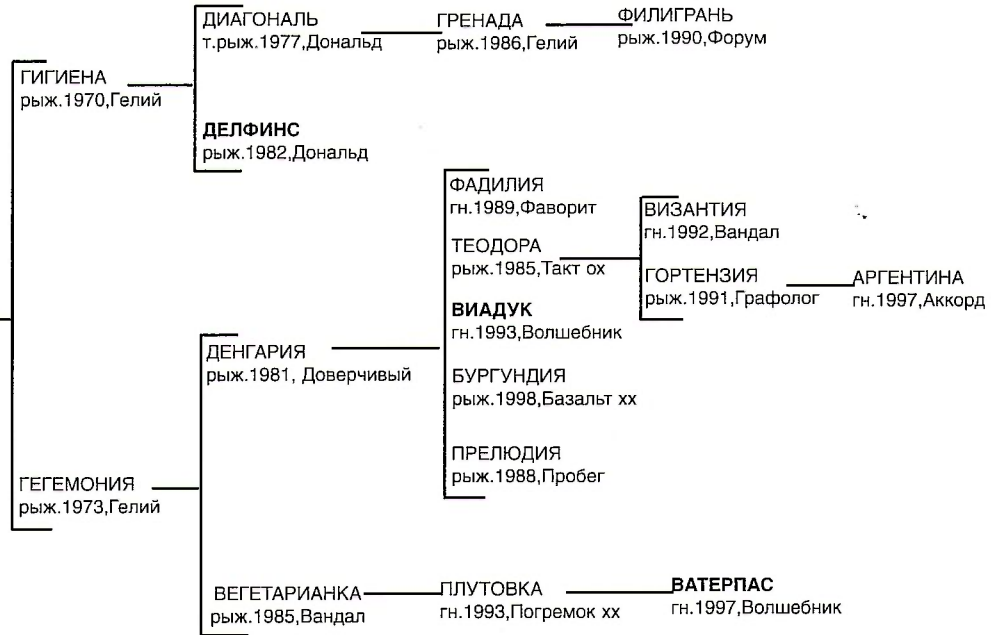 ДИАГОНАЛЬ
т.рыж.1977,Дональд
ГРЕНАДА
рыж.1986,Гелий
ФИЛИГРАНЬ
рыж.1990,Форум
ГИГИЕНА
рыж.1970,Гелий
ДЕЛФИНС
рыж.1982,Дональд
ФАДИЛИЯ
гн.1989,Фаворит
ТЕОДОРА
рыж.1985,Такт ох
ВИЗАНТИЯ
гн.1992,Вандал
ГОРТЕНЗИЯ
рыж.1991,Графолог
АРГЕНТИНА
гн.1997,Аккорд
ВИАДУК
гн.1993,Волшебник
ДЕНГАРИЯ
рыж.1981, Доверчивый
БУРГУНДИЯ
рыж.1998,Базальт хх
ПРЕЛЮДИЯ
рыж.1988,Пробег
ГЕГЕМОНИЯ
рыж.1973,Гелий
ВЕГЕТАРИАНКА
рыж.1985,Вандал
ПЛУТОВКА
гн.1993,Погремок хх
ВАТЕРПАС
гн.1997,Волшебник